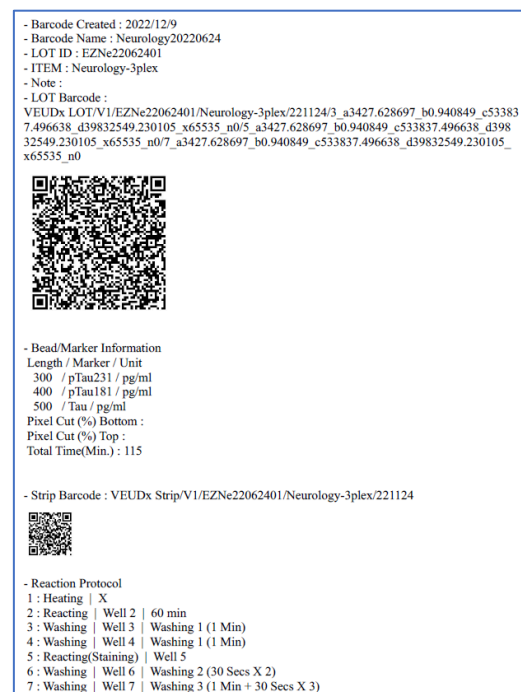 - Barcode Created : 2022/12/9
- Barcode Name : Neurology20220624
- LOT ID : EZNe22062401
- ITEM : Neurology-3plex
- Note :
- LOT Barcode :
VEUDx LOT/V1/EZNe22062401/Neurology-3plex/221124/3_a3427.628697_b0.940849_c53383
7.496638_d39832549.230105_x65535_n0/5_a3427.628697_b0.940849_c533837.496638_d398
32549.230105_x65535_n0/7_a3427.628697_b0.940849_c533837.496638_d39832549.230105_
x65535_n0
- Bead/Marker Information
Length / Marker / Unit
300 / pTau231 / pg/ml
400 / pTau181 / pg/ml
500 / Tau / pg/ml
Pixel Cut (%) Bottom :
Pixel Cut (%) Top :
Total Time(Min.) : 115
- Strip Barcode : VEUDx Strip/V1/EZNe22062401/Neurology-3plex/221124
- Reaction Protocol
1 : Heating | X
2 : Reacting | Well 2 | 60 min
3 : Washing | Well 3 | Washing 1 (1 Min)
4 : Washing | Well 4 | Washing 1 (1 Min)
5 : Reacting(Staining) | Well 5
6 : Washing | Well 6 | Washing 2 (30 Secs X 2)
7 : Washing | Well 7 | Washing 3 (1 Min + 30 Secs X 3)